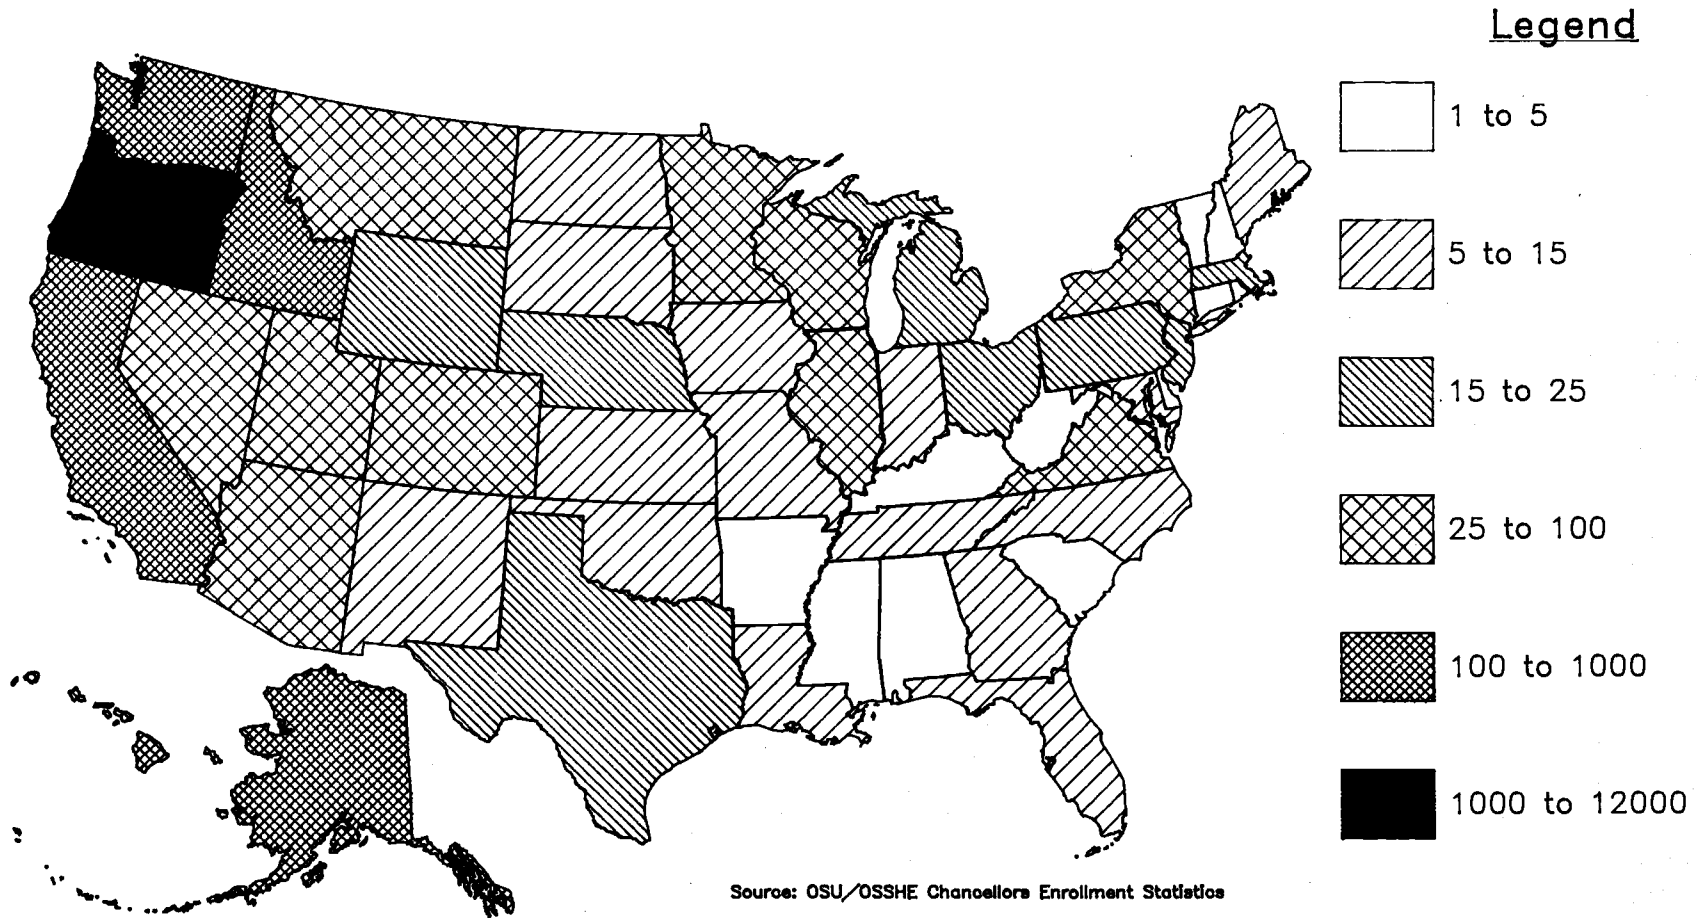 Legend
1 to 5
5 to 15
15 to 25
25 to 100
100 to 1000
1000 to 12000
Source: OSU/OSSHE Chancellors Enrollment Statistics